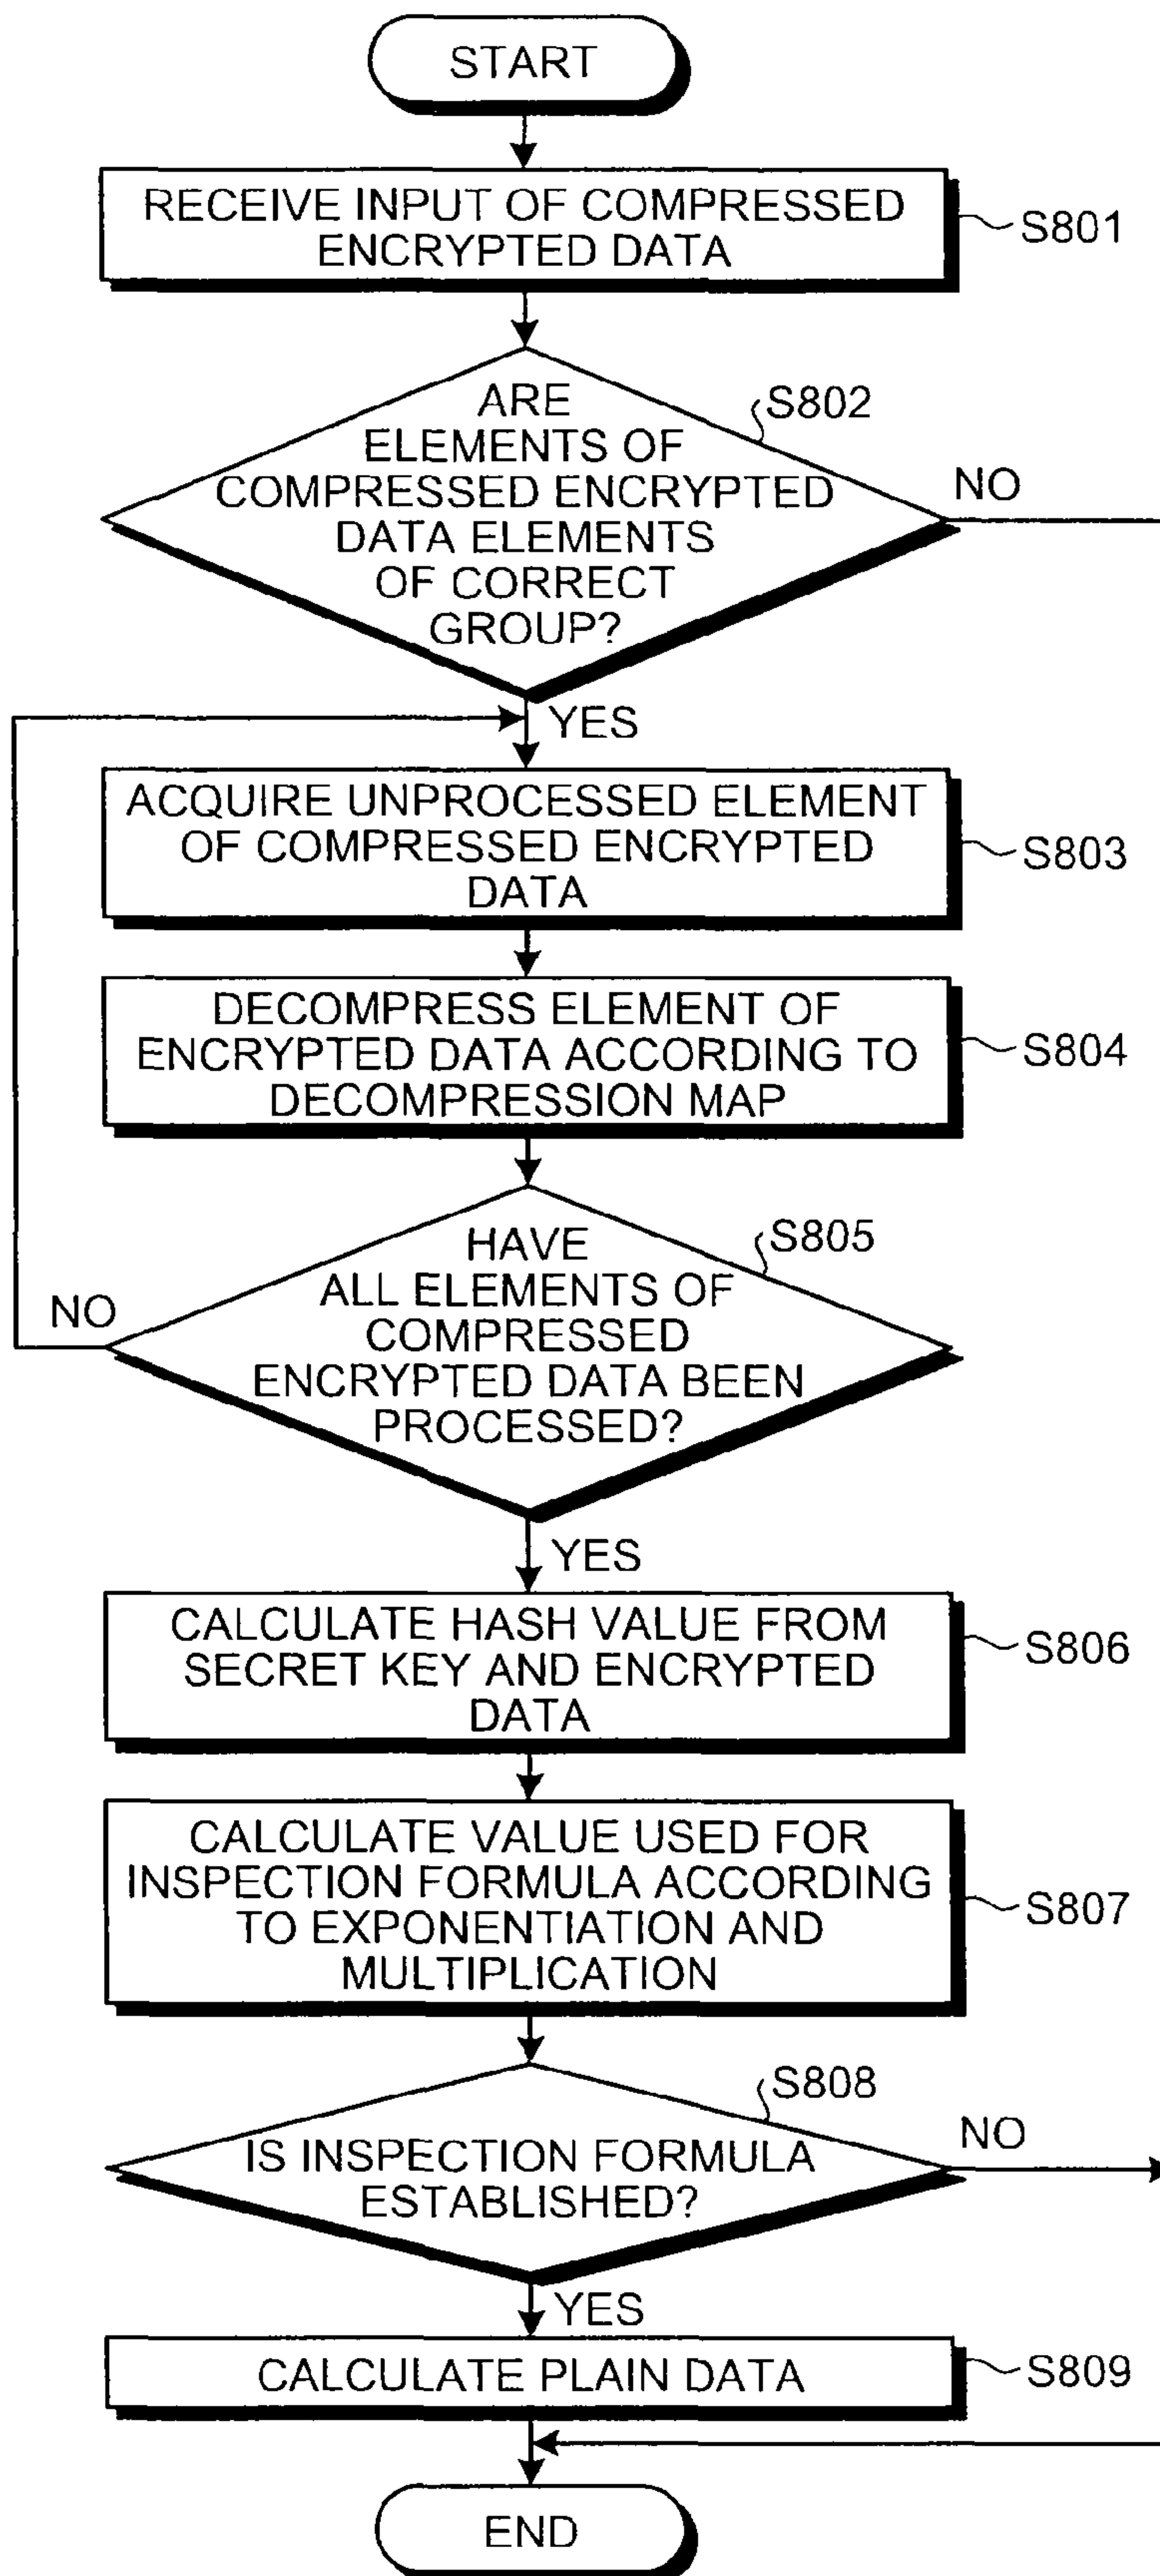 START
RECEIVE INPUT OF COMPRESSED
ENCRYPTED DATA
S801
ARE
ELEMENTS OF
COMPRESSED ENCRYPTED
DATA ELEMENTS
OF CORRECT
GROUP?
S802
NO
YES
ACQUIRE UNPROCESSED ELEMENT
OF COMPRESSED ENCRYPTED
DATA
S803
DECOMPRESS ELEMENT OF
ENCRYPTED DATA ACCORDING TO
DECOMPRESSION MAP
S804
HAVE
ALL ELEMENTS OF
COMPRESSED
ENCRYPTED DATA BEEN
PROCESSED?
S805
NO
YES
CALCULATE HASH VALUE FROM
SECRET KEY AND ENCRYPTED
DATA
S806
CALCULATE VALUE USED FOR
INSPECTION FORMULA ACCORDING
TO EXPONENTIATION AND
MULTIPLICATION
S807
IS INSPECTION FORMULA
ESTABLISHED?
S808
NO
YES
CALCULATE PLAIN DATA
S809
END